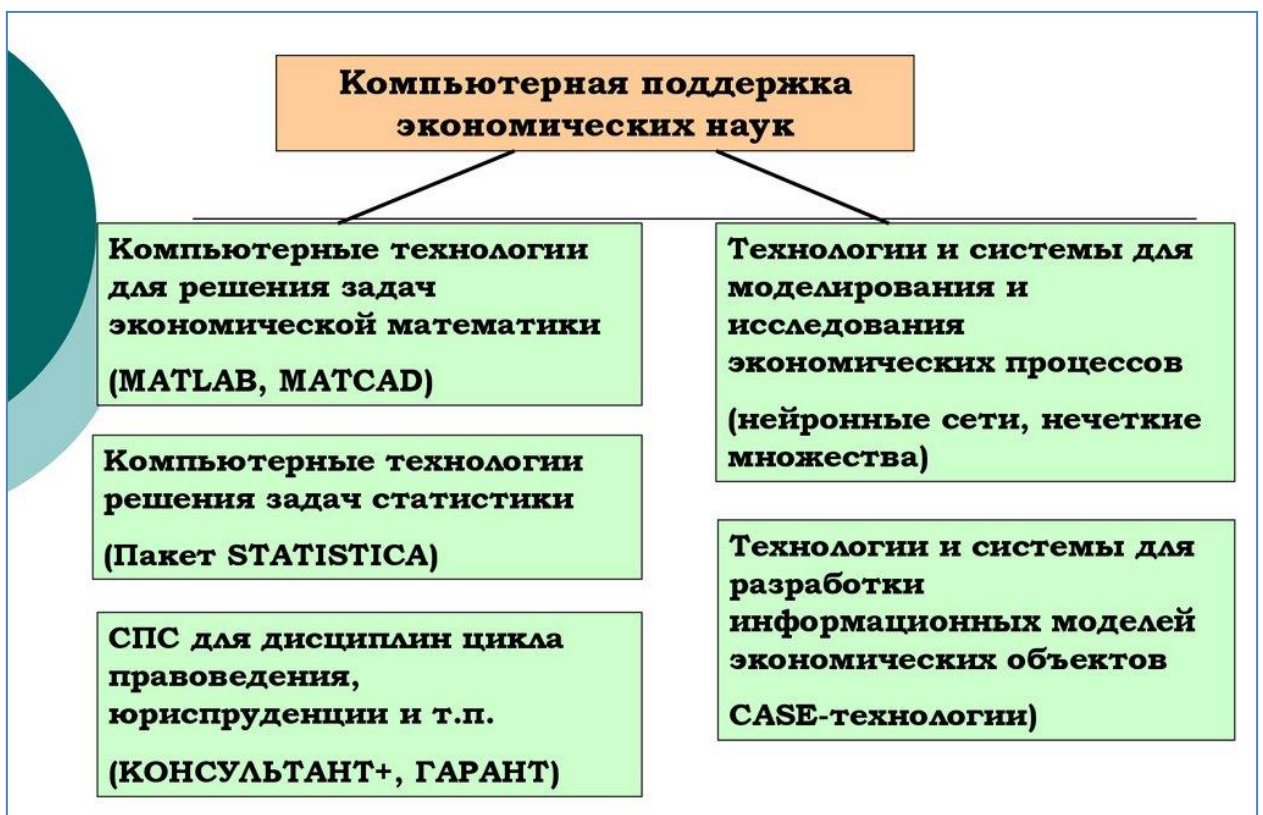 Компьютерная поддержка
экономических наук
Компьютерные технологии
для решения задач
экономической математики
(MATLAB, MATCAD)
Компьютерные технологии
решения задач статистики
(Пакет STATISTICA)
СПС для дисциплин цикла
правоведения,
юриспруденции и т.п.
(КОНСУЛЬТАНТ+, ГАРАНТ)
Технологии и системы для
моделирования и
исследования
экономических процессов
(нейронные сети, нечеткие
множества)
Технологии и системы для
разработки
информационных моделей
экономических объектов
CASE-технологии)